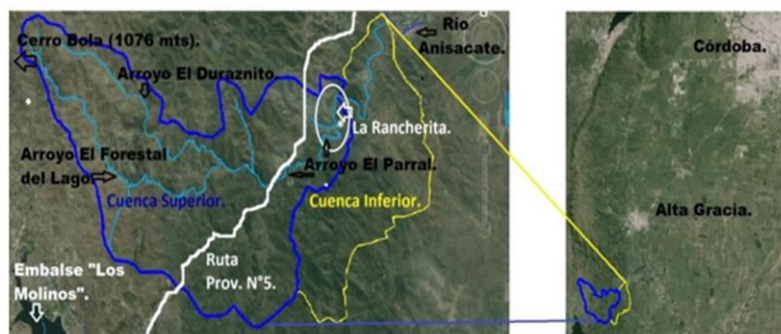 Cerro Bola (1076 mts).
Río
Anisacate.
Arroyo El Duraznito.
La Rancherita.
Arroyo El Forestal
del Lago.
Arroyo El Parral.
Cuenca Superior.
Cuenca Inferior.
Ruta
Prov. N°5.
Embalse "Los
Molinos".
Córdoba.
Alta Gracia.